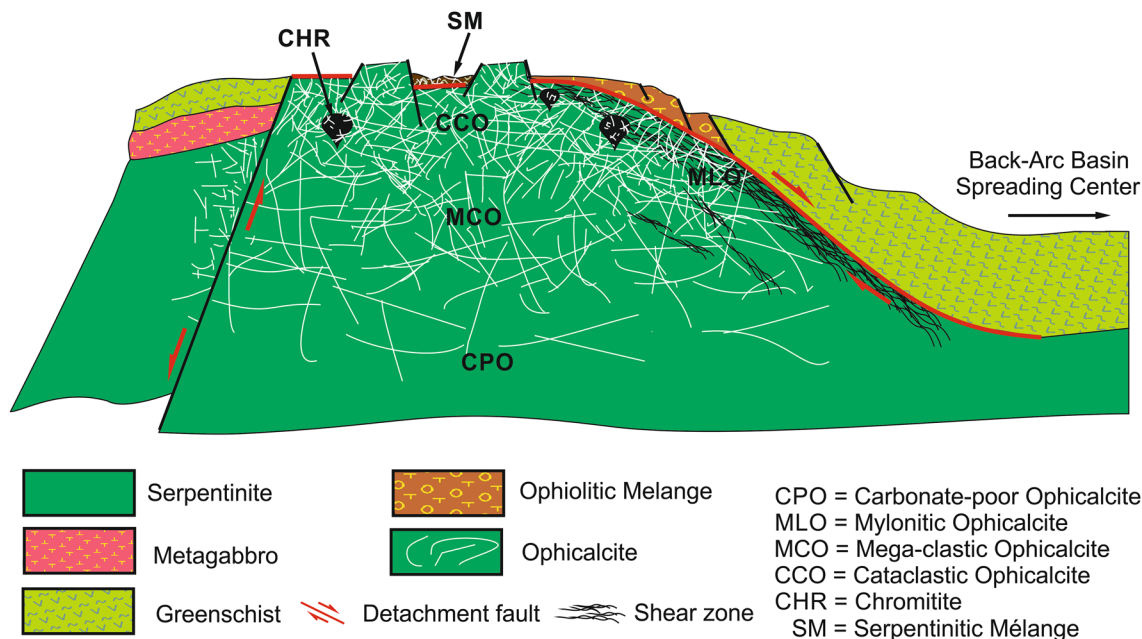 SM
CHR
CCO
MLO
MCO
CPO
Back-Arc Basin
Spreading Center
Serpentinite
Metagabbro
Greenschist
Ophiolitic Melange
Ophicalcite
Detachment fault
Shear zone
CPO = Carbonate-poor Ophicalcite
MLO = Mylonitic Ophicalcite
MCO = Mega-clastic Ophicalcite
CCO = Cataclastic Ophicalcite
CHR = Chromitite
SM = Serpentinitic Mélange